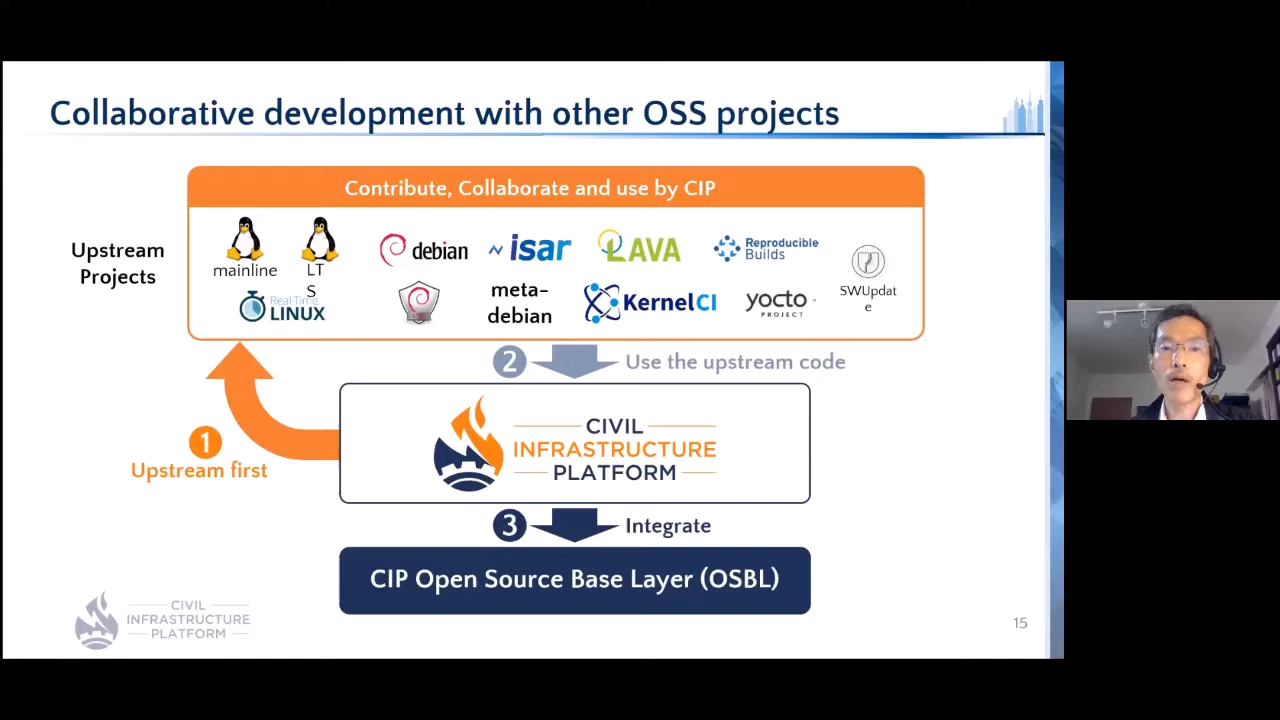 Collaborative development with other OSS projects
Contribute, Collaborate and use by CIP
Upstream
Projects
mainline
LT
S
Real-Time
LINUX
debian
isar
meta-
debian
LAVA
KernelCI
Reproducible
Builds
yocto
PROJECT
SWUpdat
e
2
Use the upstream code
1
Upstream first
CIVIL
INFRASTRUCTURE
PLATFORM
3
Integrate
CIP Open Source Base Layer (OSBL)
CIVIL
INFRASTRUCTURE
PLATFORM
15